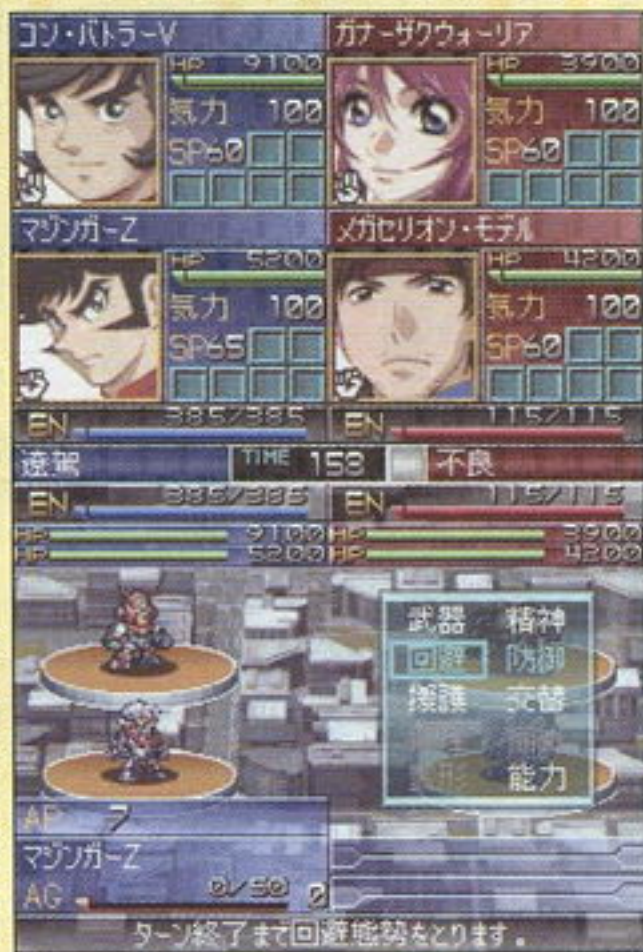 コン・バトラーV ガナーザクウォーリア
HP 9100 HP 3900
気力 100 気力 100
SP60 SP60
マジンガーZ メガセリオン・モデル
HP 5200 HP 4200
気力 100 気力 100
SP65 SP60
EN 385/385 EN 115/115
遠駕 TIME 153 不良
EN 385/385 EN 115/115
HP 9100 HP 3900
HP 5200 HP 4200
武器 精神
回避 防御
援護 交替
能力
AP 7
マジンガーZ
AG 0/50 0
ターン終了まで回避態勢をとります。